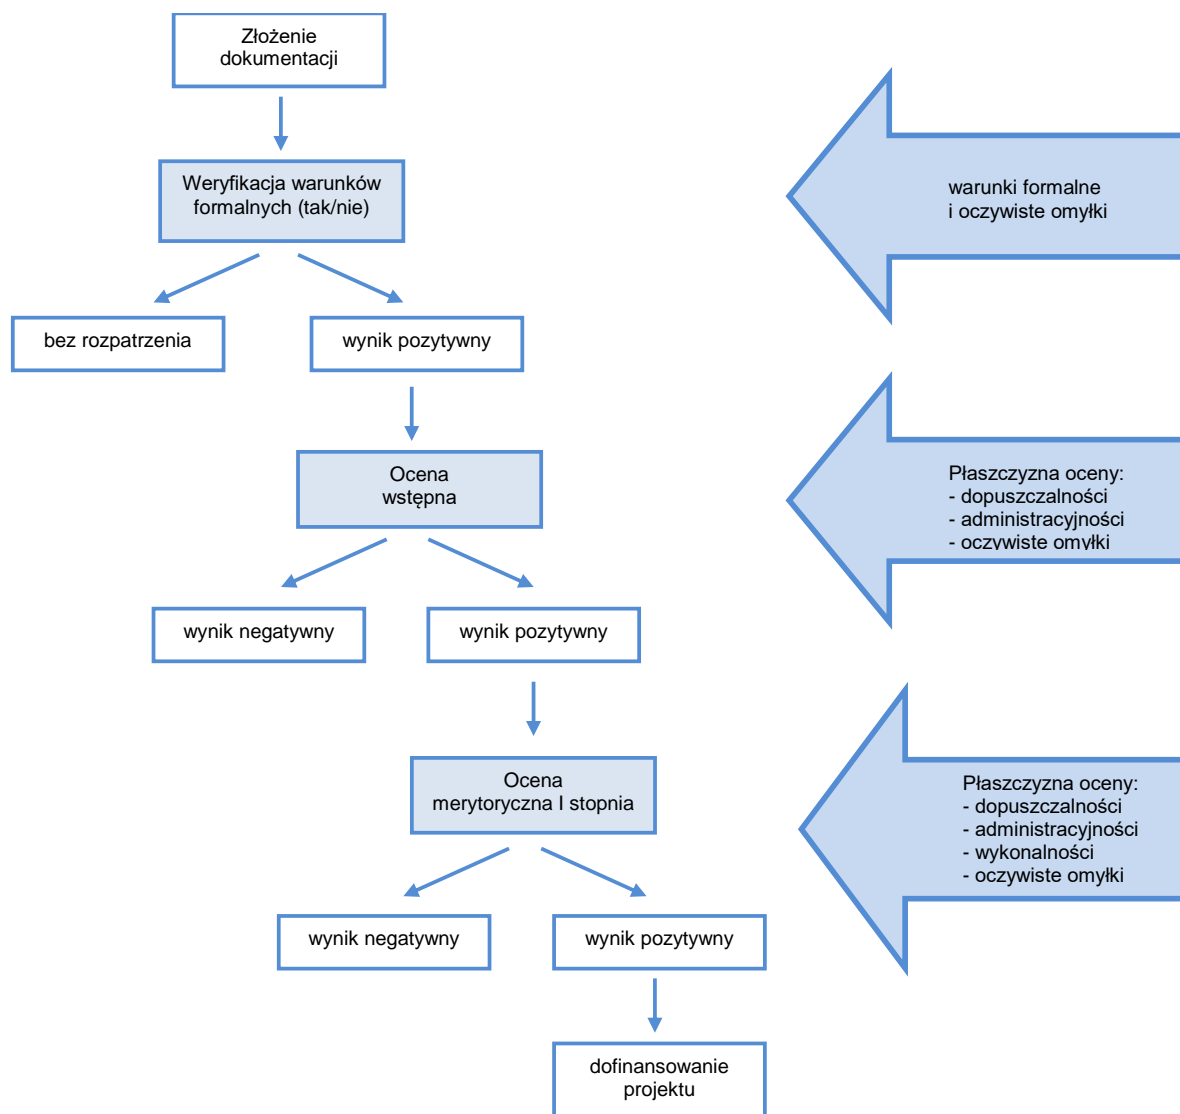 Złożenie
dokumentacji
Weryfikacja warunków
formalnych (tak/nie)
warunki formalne
i oczywiste omyłki
bez rozpatrzenia
wynik pozytywny
Ocena
wstępna
Płaszczyzna oceny:
- dopuszczalności
- administracyjności
- oczywiste omyłki
wynik negatywny
wynik pozytywny
Ocena
merytoryczna I stopnia
Płaszczyzna oceny:
- dopuszczalności
- administracyjności
- wykonalności
- oczywiste omyłki
wynik negatywny
wynik pozytywny
dofinansowanie
projektu